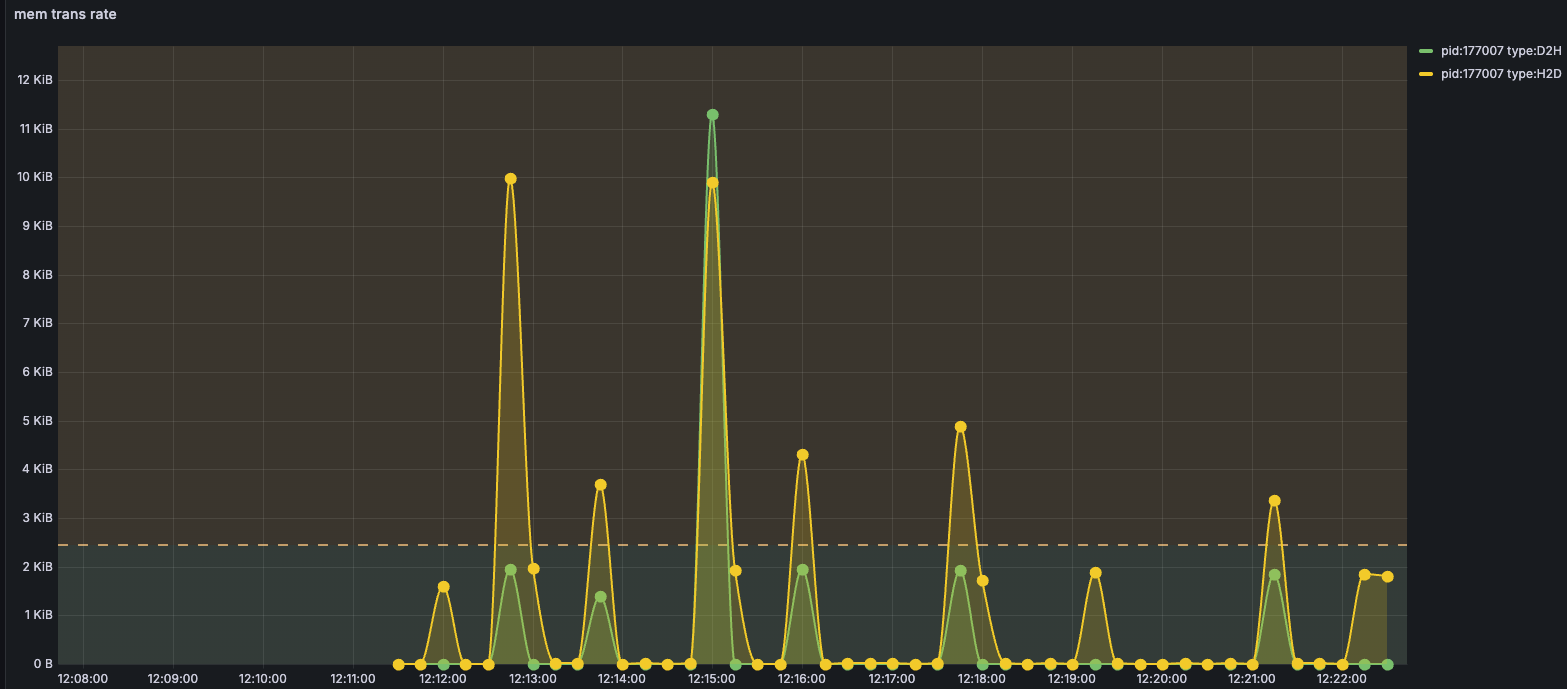 mem trans rate
pid:177007 type:D2H
pid:177007 type:H2D
12 KiB
11 KiB
10 KiB
9 KiB
8 KiB
7 KiB
6 KiB
5 KiB
4 KiB
3 KiB
2 KiB
1 KiB
0 B
12:08:00 12:09:00 12:10:00 12:11:00 12:12:00 12:13:00 12:14:00 12:15:00 12:16:00 12:17:00 12:18:00 12:19:00 12:20:00 12:21:00 12:22:00